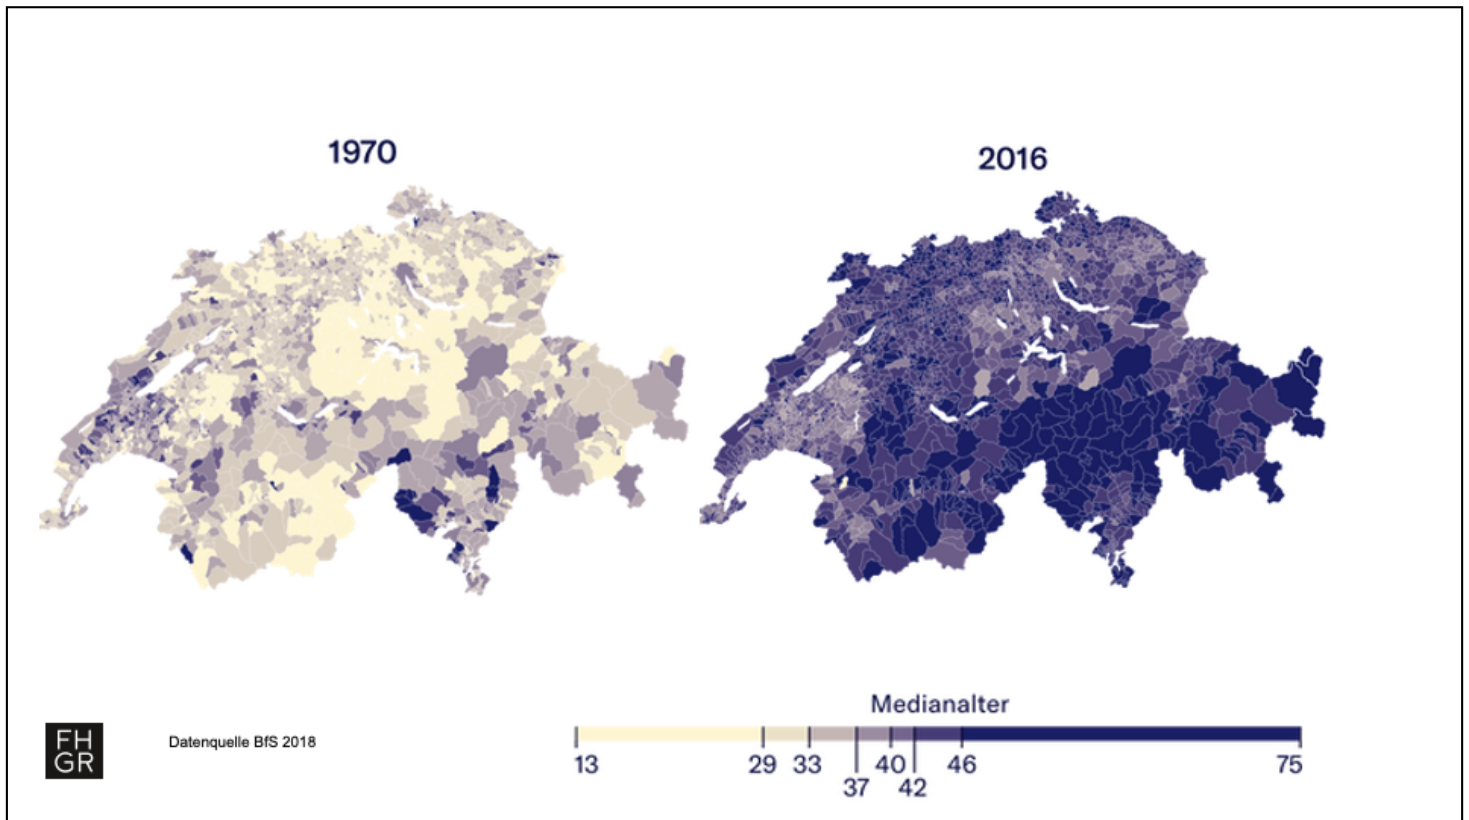 1970
2016
Medianalter
13 29 33 37 40 42 46 75
FH
GR
Datenquelle BfS 2018